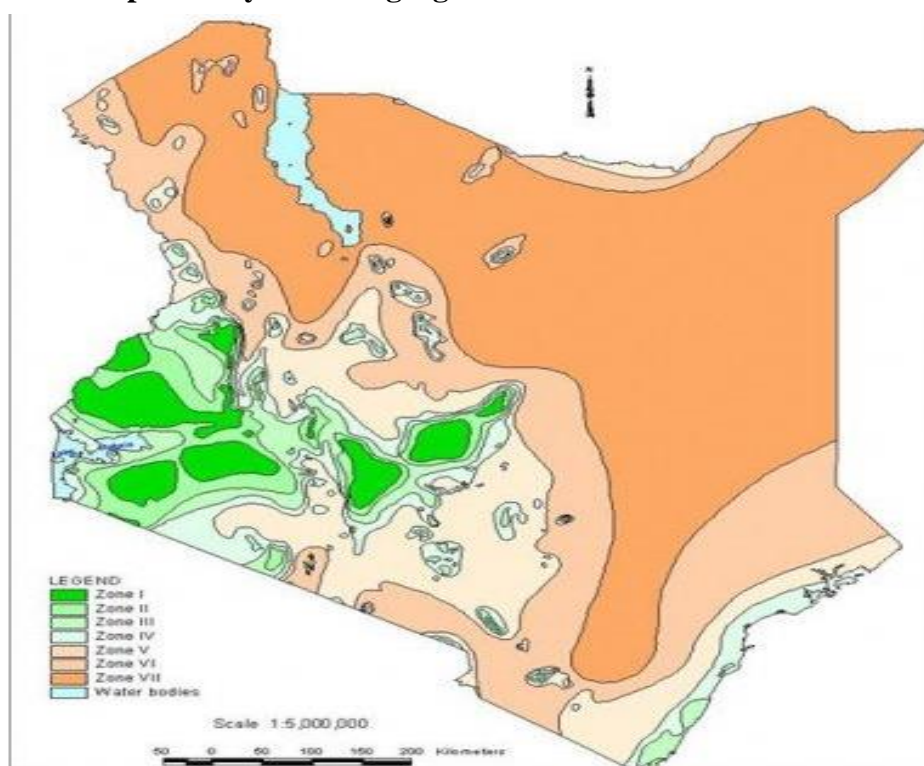 LEGEND
Zone I
Zone II
Zone III
Zone IV
Zone V
Zone VI
Zone VII
Water bodies
Scale 1:5,000,000
50 0 50 100 150 200 Kilometers